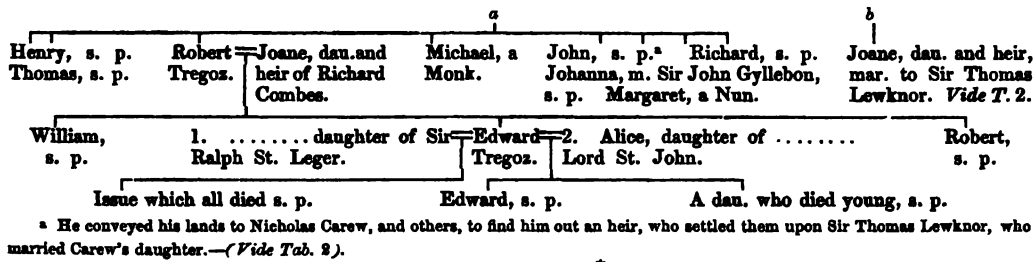 a b
Henry, s. p. Robert Joane, dau. and Michael, a John, s. p.ª Richard, s. p. Joane, dau. and heir,
Thomas, s. p. Tregoz. heir of Richard Monk. Johanna, m. Sir John Gyllebon, mar. to Sir Thomas
Combes. s. p. Margaret, a Nun. Lewknor. Vide T. 2.
William, 1. ........ daughter of Sir Edward 2. Alice, daughter of ........ Robert,
s. p. Ralph St. Leger. Tregoz. Lord St. John. s. p.
Issue which all died s. p. Edward, s. p. A dau. who died young, s. p.
ª He conveyed his lands to Nicholas Carew, and others, to find him out an heir, who settled them upon Sir Thomas Lewknor, who
married Carew's daughter.—(Vide Tab. 2).